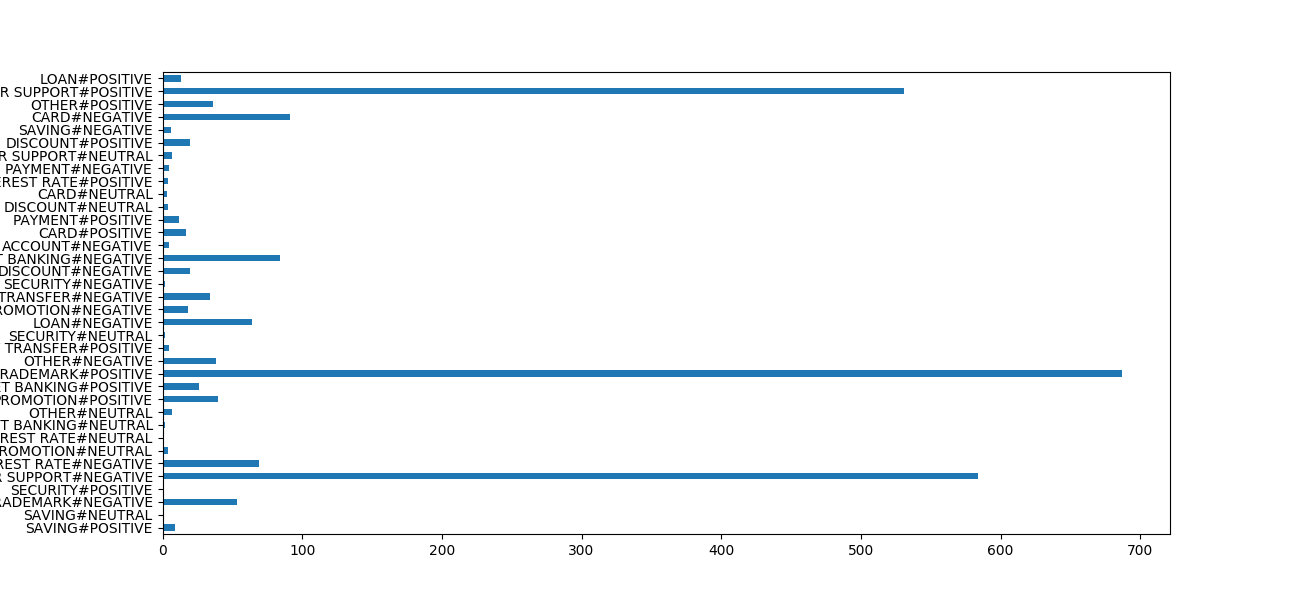 LOAN#POSITIVE
R SUPPORT#POSITIVE
OTHER#POSITIVE
CARD#NEGATIVE
SAVING#NEGATIVE
DISCOUNT#POSITIVE
R SUPPORT#NEUTRAL
PAYMENT#NEGATIVE
EREST RATE#POSITIVE
CARD#NEUTRAL
DISCOUNT#NEUTRAL
PAYMENT#POSITIVE
CARD#POSITIVE
ACCOUNT#NEGATIVE
T BANKING#NEGATIVE
DISCOUNT#NEGATIVE
SECURITY#NEGATIVE
TRANSFER#NEGATIVE
ROMOTION#NEGATIVE
LOAN#NEGATIVE
SECURITY#NEUTRAL
TRANSFER#POSITIVE
OTHER#NEGATIVE
RADEMARK#POSITIVE
ET BANKING#POSITIVE
PROMOTION#POSITIVE
OTHER#NEUTRAL
T BANKING#NEUTRAL
REST RATE#NEUTRAL
ROMOTION#NEUTRAL
REST RATE#NEGATIVE
R SUPPORT#NEGATIVE
SECURITY#POSITIVE
RADEMARK#NEGATIVE
SAVING#NEUTRAL
SAVING#POSITIVE
0 100 200 300 400 500 600 700